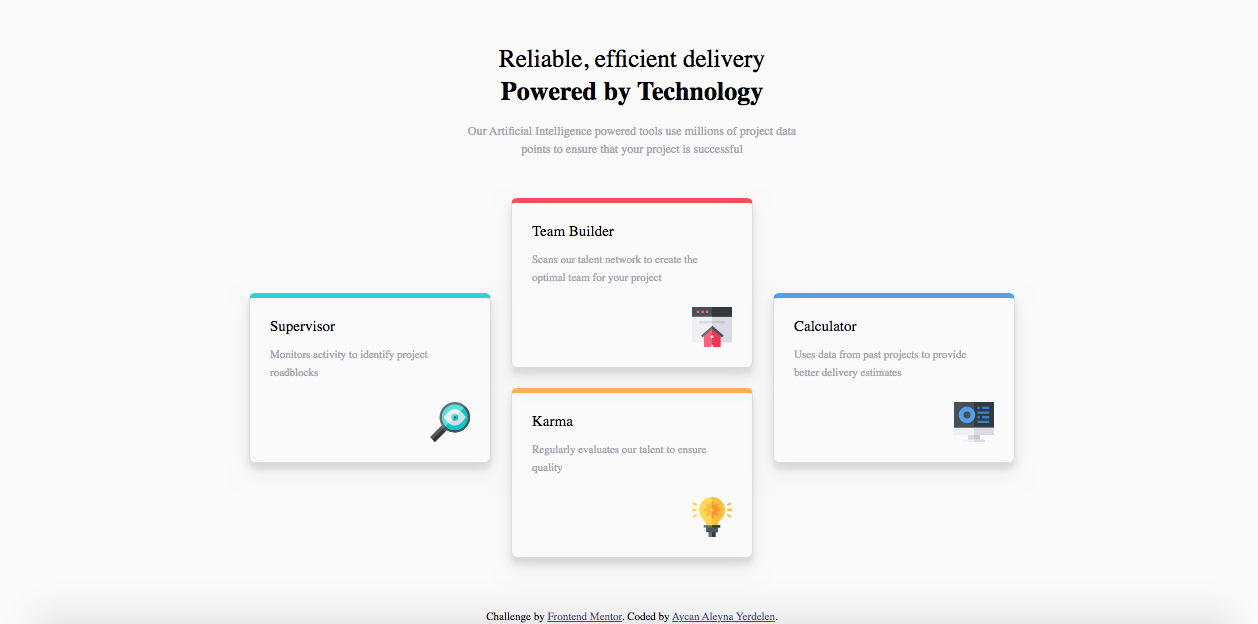 Reliable, efficient delivery
Powered by Technology
Our Artificial Intelligence powered tools use millions of project data
points to ensure that your project is successful
Supervisor
Monitors activity to identify project
roadblocks
Team Builder
Scans our talent network to create the
optimal team for your project
Karma
Regularly evaluates our talent to ensure
quality
Calculator
Uses data from past projects to provide
better delivery estimates
Challenge by Frontend Mentor. Coded by Aycan Aleyna Yerdelen.